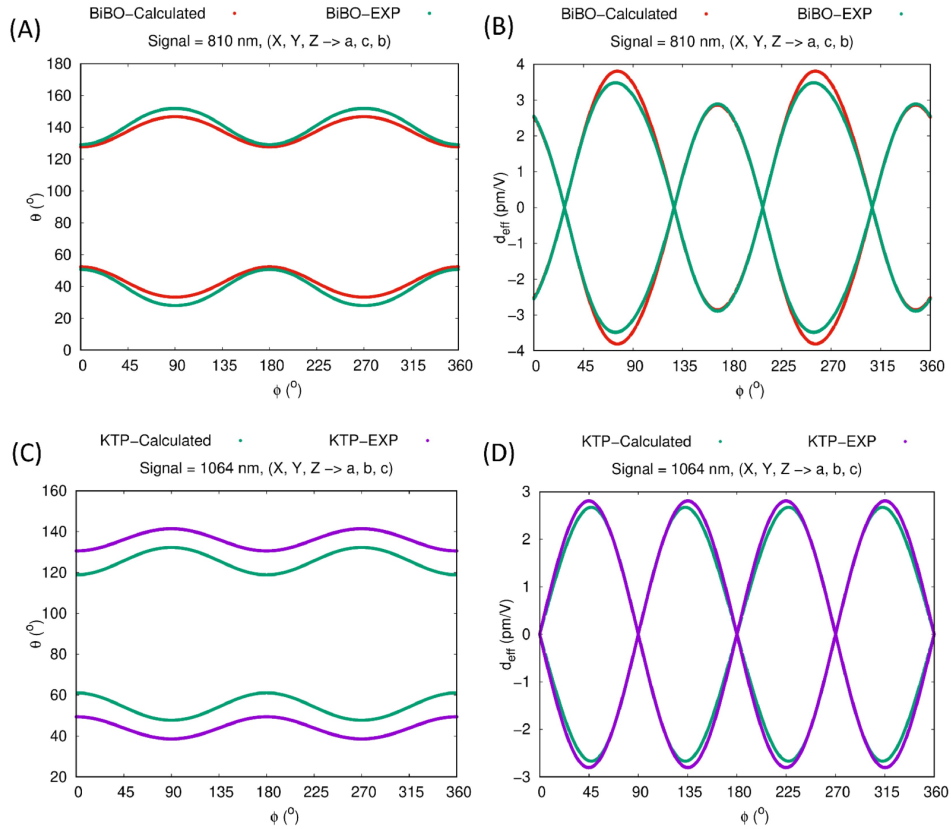 (A)
BiBO−Calculated
BiBO−EXP
Signal = 810 nm, (X, Y, Z −> a, c, b)
180
160
140
120
100
80
60
40
20
0
θ (o)
0 45 90 135 180 225 270 315 360
ϕ (o)
(B)
BiBO−Calculated
BiBO−EXP
Signal = 810 nm, (X, Y, Z −> a, c, b)
4
3
2
1
0
−1
−2
−3
−4
deff (pm/V)
0 45 90 135 180 225 270 315 360
ϕ (o)
(C)
KTP−Calculated
KTP−EXP
Signal = 1064 nm, (X, Y, Z −> a, b, c)
160
140
120
100
80
60
40
20
θ (o)
0 45 90 135 180 225 270 315 360
ϕ (o)
(D)
KTP−Calculated
KTP−EXP
Signal = 1064 nm, (X, Y, Z −> a, b, c)
3
2
1
0
−1
−2
−3
deff (pm/V)
0 45 90 135 180 225 270 315 360
ϕ (o)